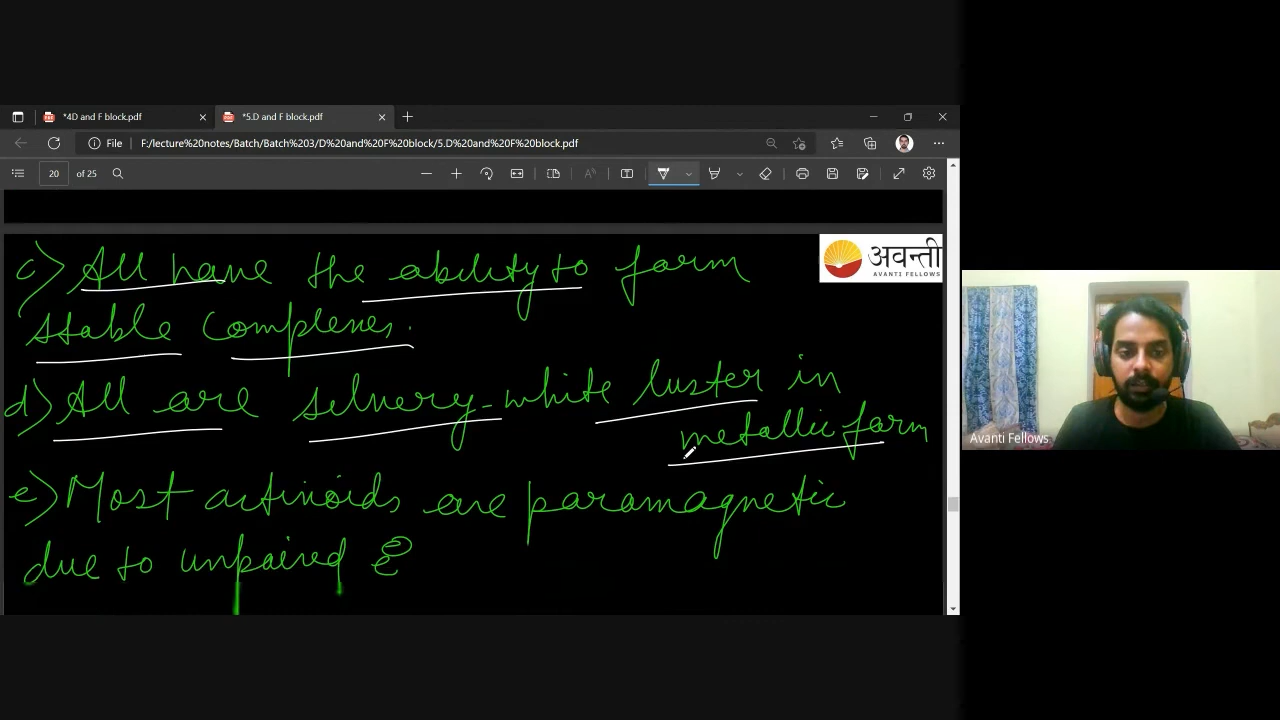 *4D and F block.pdf
*5.D and F block.pdf
File
F:/lecture%20notes/Batch/Batch%203/D%20and%20F%20block/5.D%20and%20F%20block.pdf
20 of 25
c) All have the ability to form
stable complexes.
d) All are silvery-white luster in
metallic form
e) Most actinoids are paramagnetic
due to unpaired e
अवन्ती
AVANTI FELLOWS
Avanti Fellows